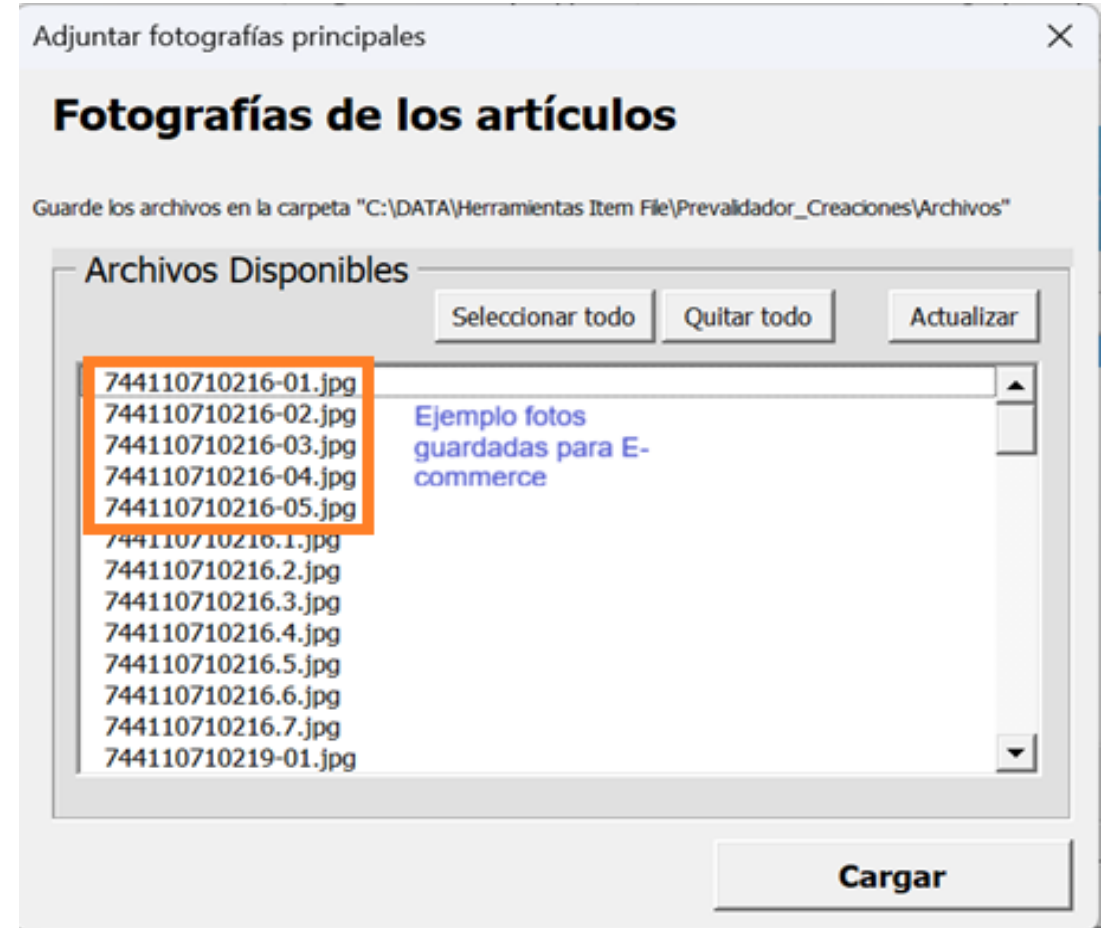 Adjuntar fotografías principales
Fotografías de los artículos
Guarde los archivos en la carpeta "C:\DATA\Herramientas Item File\Prevalidador_Creaciones\Archivos"
Archivos Disponibles
Seleccionar todo
Quitar todo
Actualizar
744110710216-01.jpg
744110710216-02.jpg
744110710216-03.jpg
744110710216-04.jpg
744110710216-05.jpg
Ejemplo fotos
guardadas para E-
commerce
744110710216.1.jpg
744110710216.2.jpg
744110710216.3.jpg
744110710216.4.jpg
744110710216.5.jpg
744110710216.6.jpg
744110710216.7.jpg
744110710219-01.jpg
Cargar